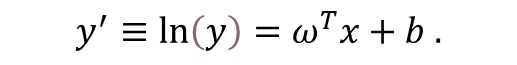 y′ ≡ ln(y) = ωᵀx + b .